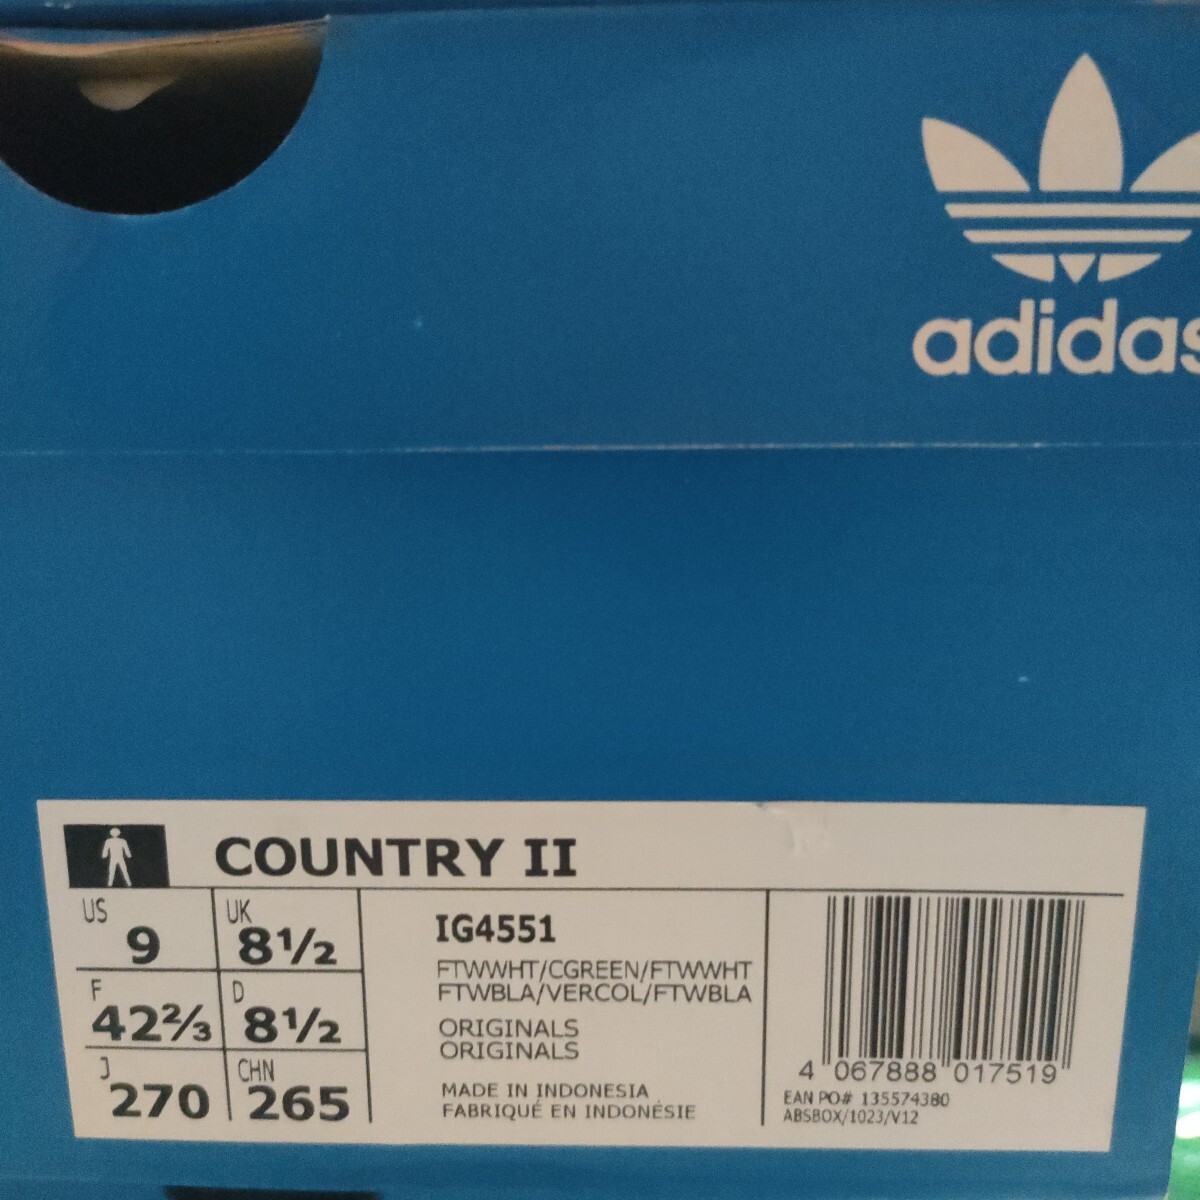 adidas
COUNTRY II
US 9 UK 8½
F 42⅔ D 8½
J 270 CHN 265
IG4551
FTWWHT/CGREEN/FTWWHT
FTWBLA/VERCOL/FTWBLA
ORIGINALS
ORIGINALS
MADE IN INDONESIA
FABRIQUÉ EN INDONÉSIE
4 067888 017519
EAN PO# 135574380
ABSBOX/1023/V12